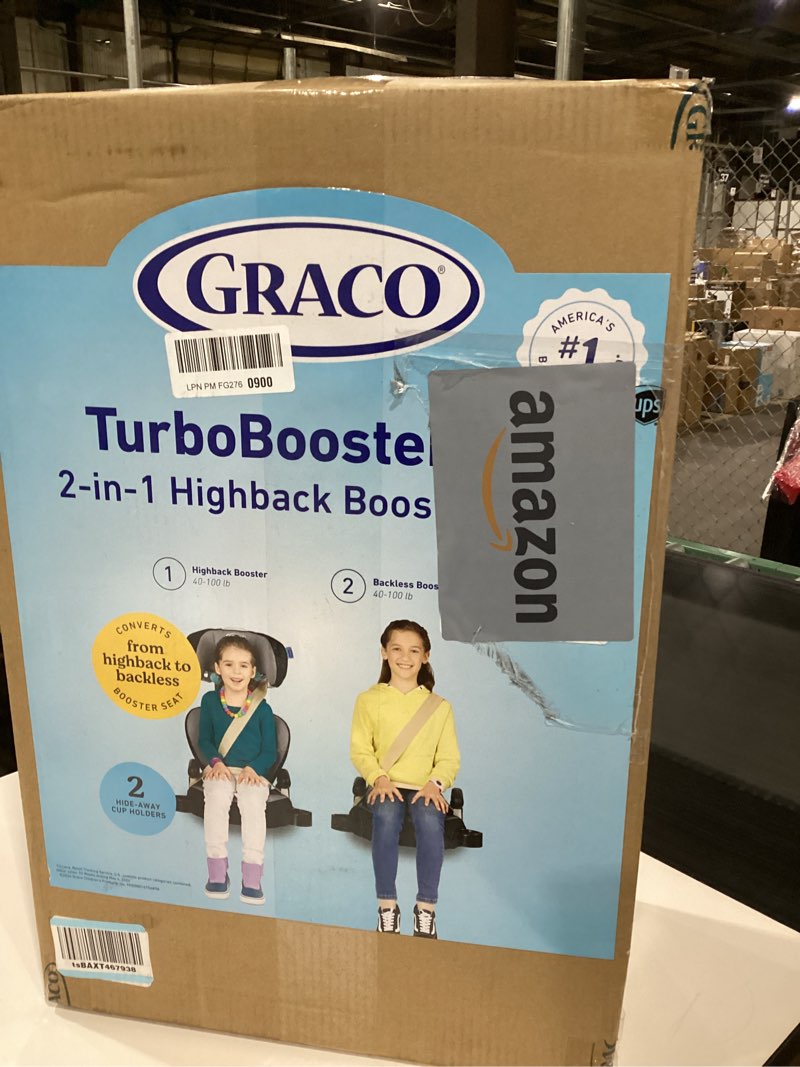 GRACO®
AMERICA'S
#1
B
LPN PM FG276 0900
ups
amazon
TurboBooste
2-in-1 Highback Boos
1 Highback Booster
40-100 lb
2 Backless Boos
40-100 lb
CONVERTS
from
highback to
backless
BOOSTER SEAT
2
HIDE-AWAY
CUP HOLDERS
tsBAXT467938